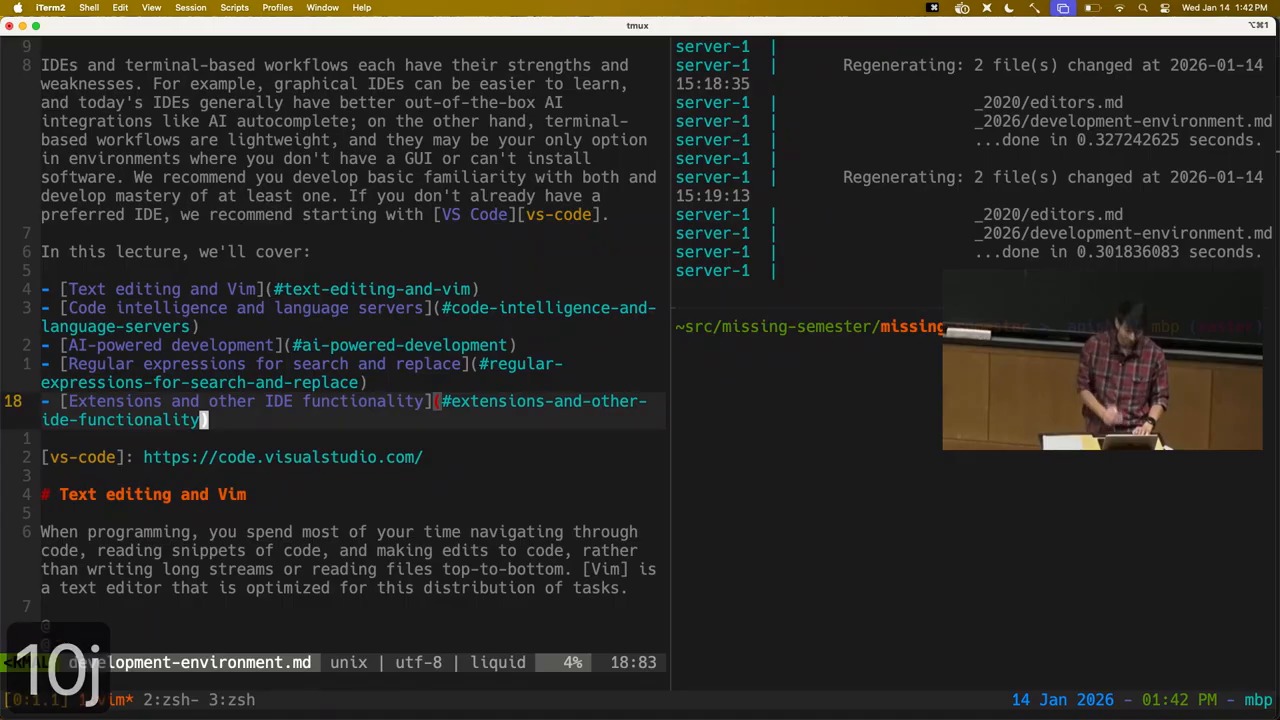 iTerm2 Shell Edit View Session Scripts Profiles Window Help Wed Jan 14 1:42 PM
tmux ⌥⌘1
9
8 IDEs and terminal-based workflows each have their strengths and
weaknesses. For example, graphical IDEs can be easier to learn,
and today's IDEs generally have better out-of-the-box AI
integrations like AI autocomplete; on the other hand, terminal-
based workflows are lightweight, and they may be your only option
in environments where you don't have a GUI or can't install
software. We recommend you develop basic familiarity with both and
develop mastery of at least one. If you don't already have a
preferred IDE, we recommend starting with [VS Code][vs-code].
7
6 In this lecture, we'll cover:
5
4 - [Text editing and Vim](#text-editing-and-vim)
3 - [Code intelligence and language servers](#code-intelligence-and-
language-servers)
2 - [AI-powered development](#ai-powered-development)
1 - [Regular expressions for search and replace](#regular-
expressions-for-search-and-replace)
18 - [Extensions and other IDE functionality](#extensions-and-other-
ide-functionality)
1
2 [vs-code]: https://code.visualstudio.com/
3
4 # Text editing and Vim
5
6 When programming, you spend most of your time navigating through
code, reading snippets of code, and making edits to code, rather
than writing long streams or reading files top-to-bottom. [Vim] is
a text editor that is optimized for this distribution of tasks.
7
@
10j
development-environment.md unix | utf-8 | liquid 4% 18:83
server-1 |
server-1 | Regenerating: 2 file(s) changed at 2026-01-14
15:18:35
server-1 | _2020/editors.md
server-1 | _2026/development-environment.md
server-1 | ...done in 0.327242625 seconds.
server-1 |
server-1 | Regenerating: 2 file(s) changed at 2026-01-14
15:19:13
server-1 | _2020/editors.md
server-1 | _2026/development-environment.md
server-1 | ...done in 0.301836083 seconds.
server-1 |
~src/missing-semester/missing mbp
[0:1.1] vim* 2:zsh- 3:zsh 14 Jan 2026 - 01:42 PM - mbp